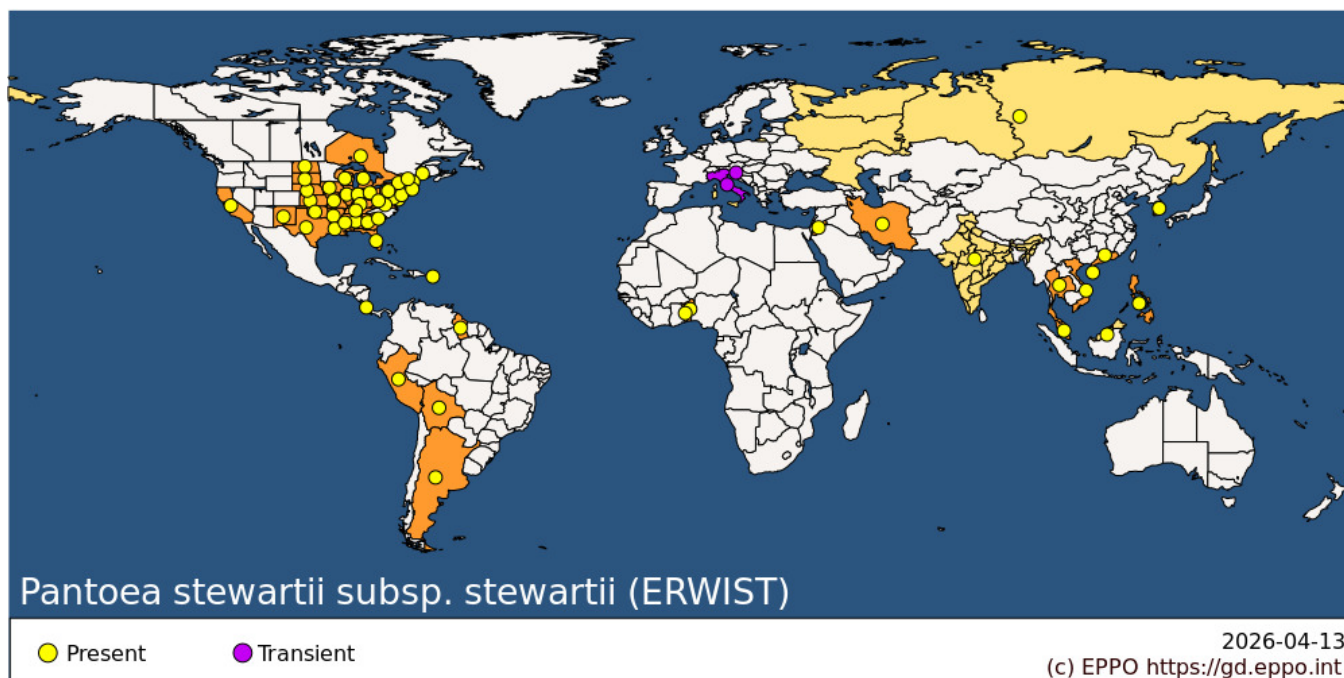 Pantoea stewartii subsp. stewartii (ERWIST)
Present
Transient
2026-04-13
(c) EPPO https://gd.eppo.int